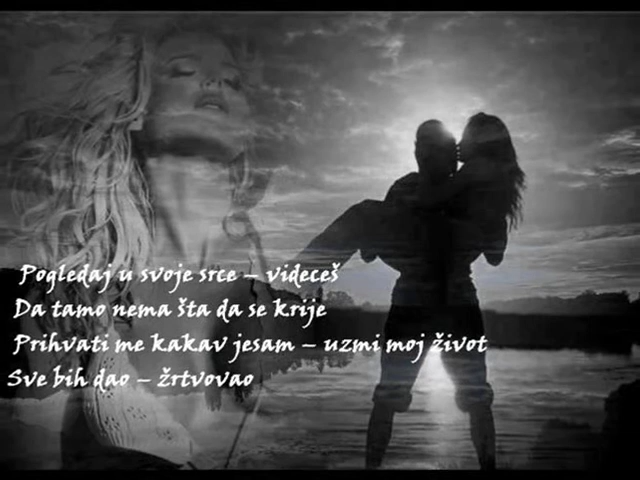 Pogledaj u svoje srce – videceš
Da tamo nema šta da se krije
Prihvati me kakav jesam – uzmi moj život
Sve bih dao – žrtvovao